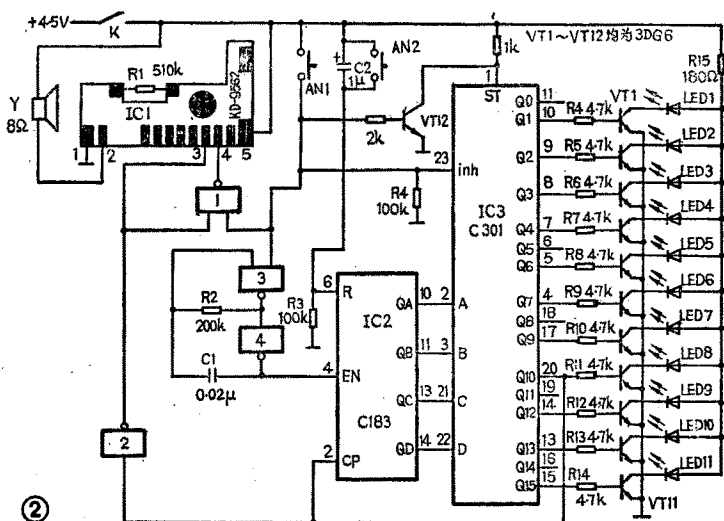 +4·5V
K
VT1～VT12均为3DG6
1k
R15
180Ω
Y
8Ω
R1 510k
IC1
KD-9562
1
2
3
4
5
AN1
C2
1μ
AN2
2k
VT12
1
ST
23
inh
R4
100k
IC3
C301
Q0 11
Q1 10
Q2 9
Q3 8
Q4 7
Q5 6
Q6 5
Q7 4
Q8 18
Q9 17
Q10 20
Q11 19
Q12 14
Q13 13
Q14 16
Q15 15
R4 4·7k
R5 4·7k
R6 4·7k
R7 4·7k
R8 4·7k
R9 4·7k
R10 4·7k
R11 4·7k
R12 4·7k
R13 4·7k
R14
4·7k
VT1
VT11
LED1
LED2
LED3
LED4
LED5
LED6
LED7
LED8
LED9
LED10
LED11
1
3
R2
200k
4
C1
0·02μ
R3
100k
2
6 R
IC2
4 EN
C183
2 CP
QA 10 2 A
QB 11 3 B
QC 13 21 C
QD 14 22 D
②